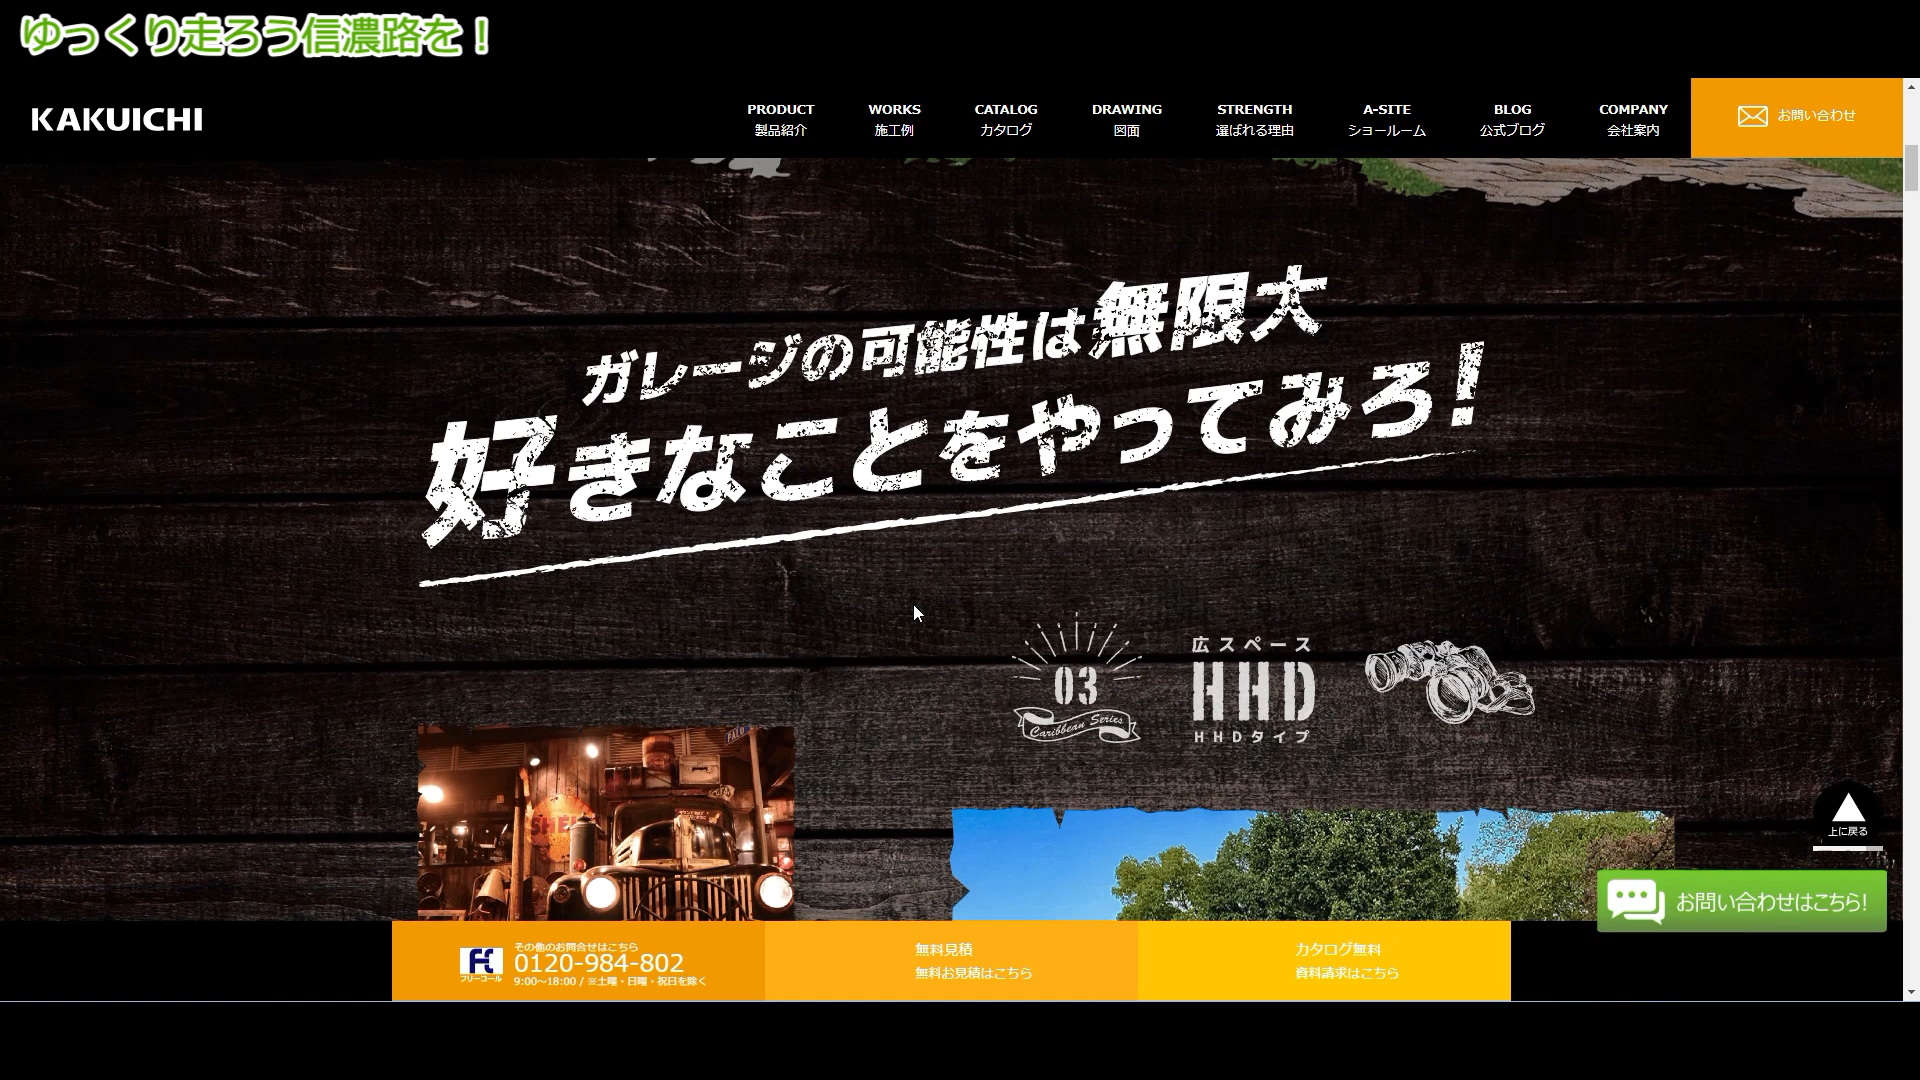 ゆっくり走ろう信濃路を！
KAKUICHI
PRODUCT
製品紹介
WORKS
施工例
CATALOG
カタログ
DRAWING
図面
STRENGTH
選ばれる理由
A-SITE
ショールーム
BLOG
公式ブログ
COMPANY
会社案内
お問い合わせ
ガレージの可能性は無限大
好きなことをやってみろ！
03
Caribbean Series
広スペース
HHD
HHDタイプ
SHELL
上に戻る
お問い合わせはこちら!
フリーコール
その他のお問合せはこちら
0120-984-802
9:00～18:00 / ※土曜・日曜・祝日を除く
無料見積
無料お見積はこちら
カタログ無料
資料請求はこちら